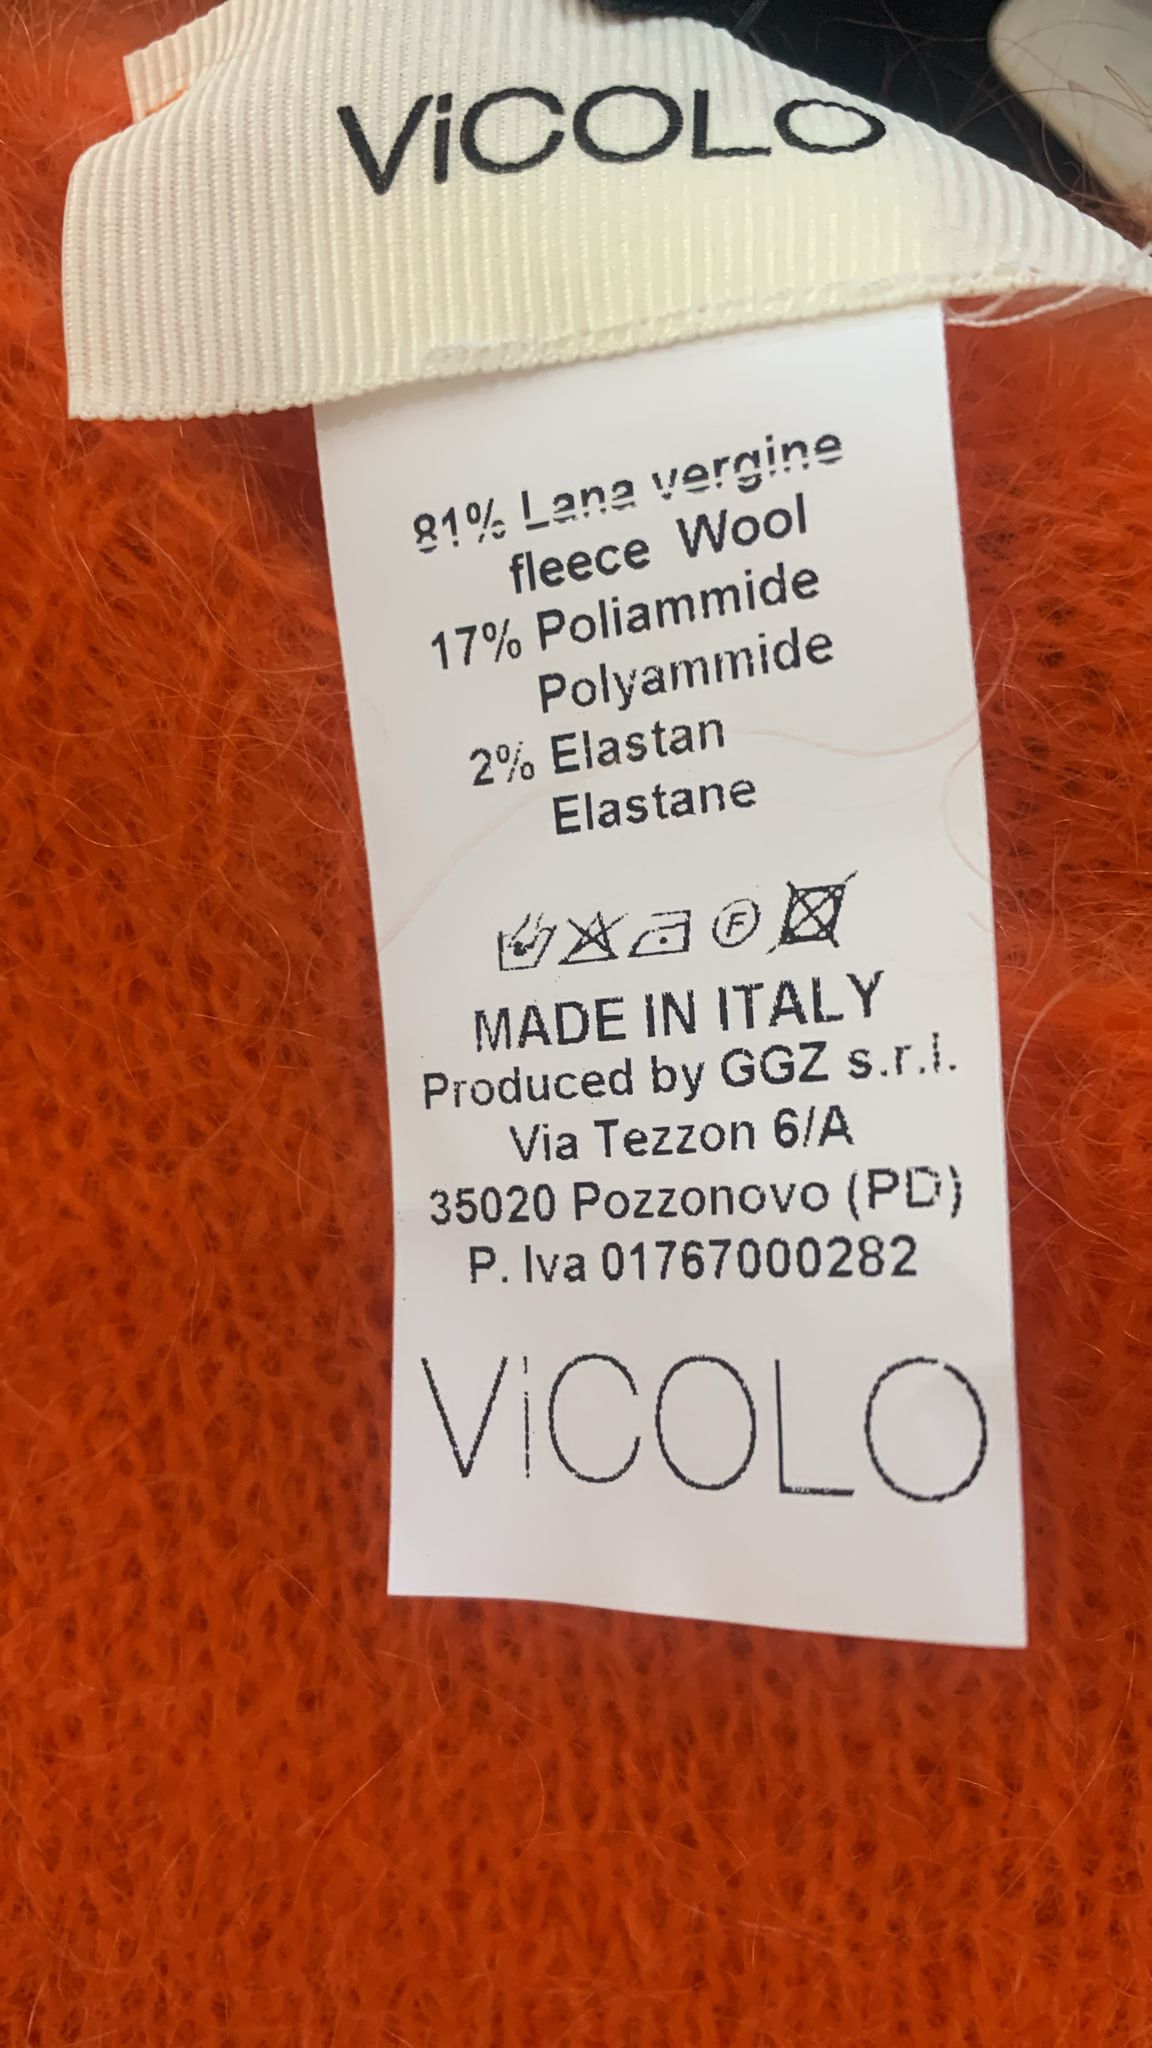 ViCOLO
81% Lana vergine
fleece Wool
17% Poliammide
Polyammide
2% Elastan
Elastane
F
MADE IN ITALY
Produced by GGZ s.r.l.
Via Tezzon 6/A
35020 Pozzonovo (PD)
P. Iva 01767000282
ViCOLO